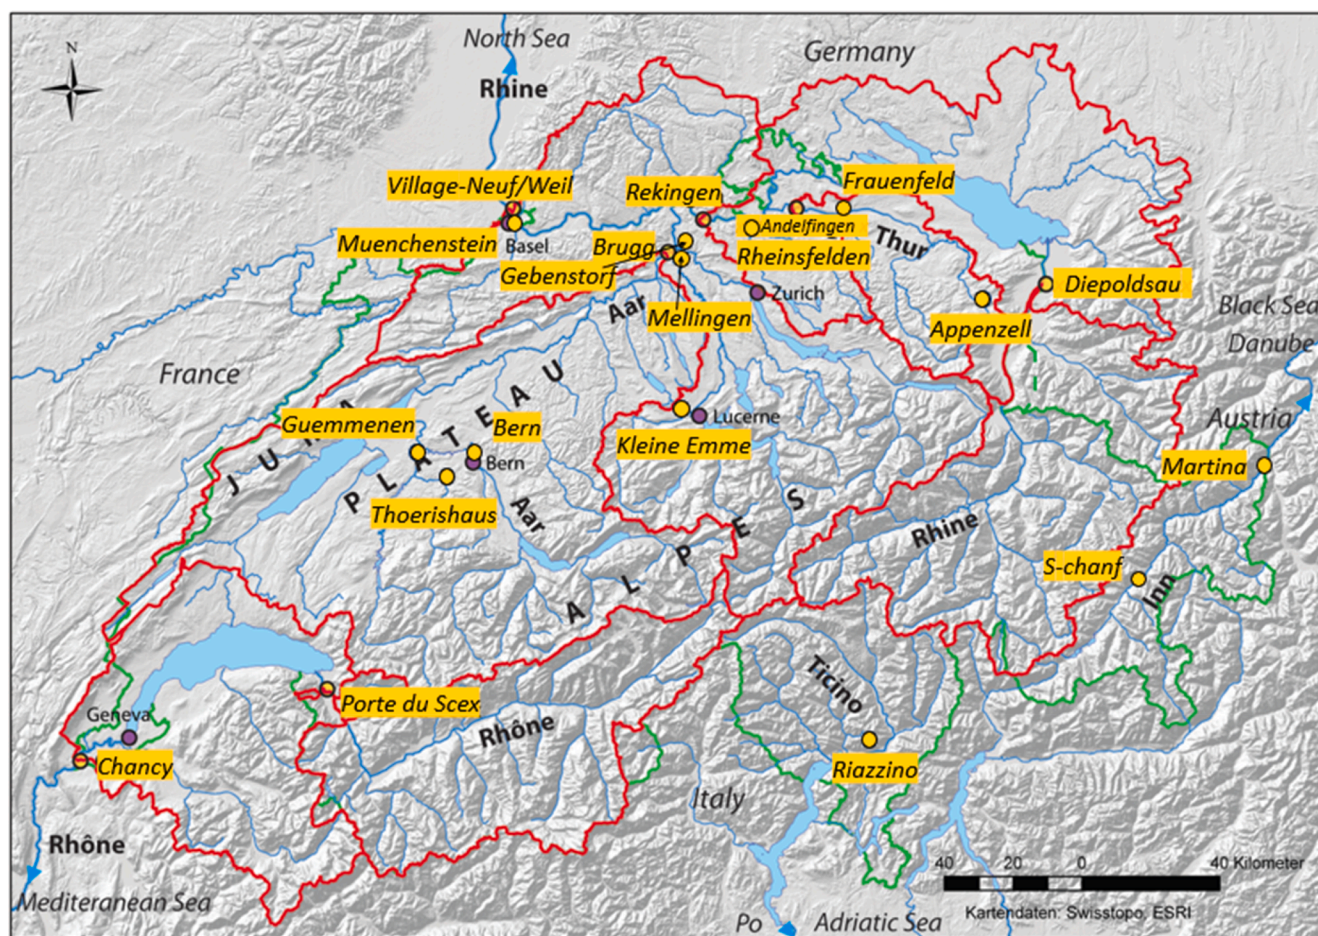 N
North Sea
Germany
Rhine
Village-Neuf/Weil
Rekingen
Frauenfeld
Andelfingen
Muenchenstein
Basel
Brugg
Thur
Gebenstorf
Rheinsfelden
Diepoldsau
Zurich
Black Sea
Aar
Mellingen
Appenzell
Danube
France
JURA
PLATEAU
Lucerne
Austria
Guemmenen
Bern
Kleine Emme
Bern
Martina
Thoerishaus
Aar
ALPES
Rhine
S-chanf
Inn
Ticino
Porte du Scex
Geneva
Rhône
Chancy
Riazzino
Italy
Rhône
40 20 0 40 Kilometer
Mediteranean Sea
Kartendaten: Swisstopo, ESRI
Po
Adriatic Sea